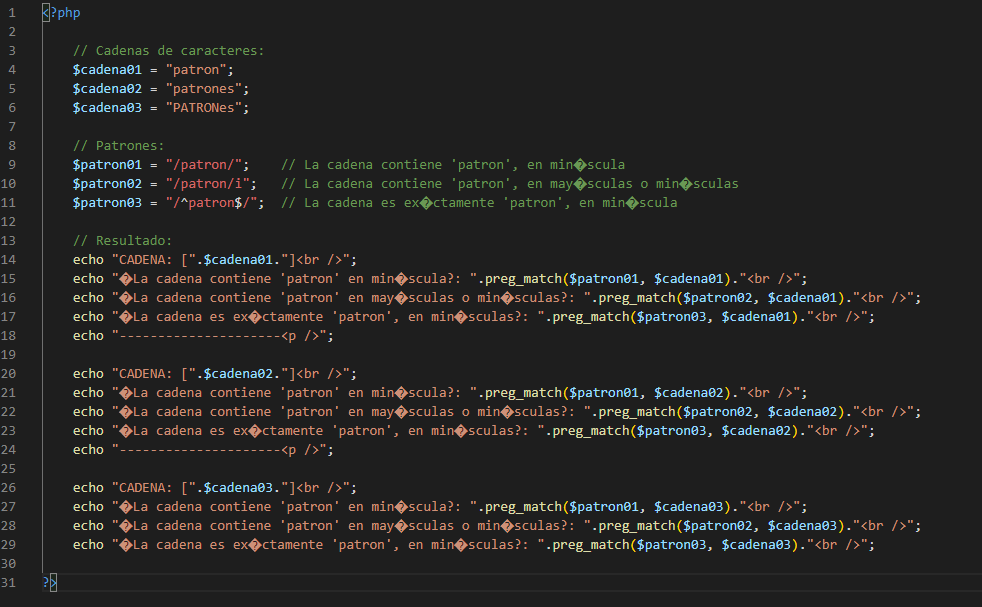 1 <?php
2
3 // Cadenas de caracteres:
4 $cadena01 = "patron";
5 $cadena02 = "patrones";
6 $cadena03 = "PATRONes";
7
8 // Patrones:
9 $patron01 = "/patron/"; // La cadena contiene 'patron', en min�scula
10 $patron02 = "/patron/i"; // La cadena contiene 'patron', en may�sculas o min�sculas
11 $patron03 = "/^patron$/"; // La cadena es ex�ctamente 'patron', en min�scula
12
13 // Resultado:
14 echo "CADENA: [".$cadena01."]<br />";
15 echo "�La cadena contiene 'patron' en min�scula?: ".preg_match($patron01, $cadena01)."<br />";
16 echo "�La cadena contiene 'patron' en may�sculas o min�sculas?: ".preg_match($patron02, $cadena01)."<br />";
17 echo "�La cadena es ex�ctamente 'patron', en min�sculas?: ".preg_match($patron03, $cadena01)."<br />";
18 echo "---------------------<p />";
19
20 echo "CADENA: [".$cadena02."]<br />";
21 echo "�La cadena contiene 'patron' en min�scula?: ".preg_match($patron01, $cadena02)."<br />";
22 echo "�La cadena contiene 'patron' en may�sculas o min�sculas?: ".preg_match($patron02, $cadena02)."<br />";
23 echo "�La cadena es ex�ctamente 'patron', en min�sculas?: ".preg_match($patron03, $cadena02)."<br />";
24 echo "---------------------<p />";
25
26 echo "CADENA: [".$cadena03."]<br />";
27 echo "�La cadena contiene 'patron' en min�scula?: ".preg_match($patron01, $cadena03)."<br />";
28 echo "�La cadena contiene 'patron' en may�sculas o min�sculas?: ".preg_match($patron02, $cadena03)."<br />";
29 echo "�La cadena es ex�ctamente 'patron', en min�sculas?: ".preg_match($patron03, $cadena03)."<br />";
30
31 ?>